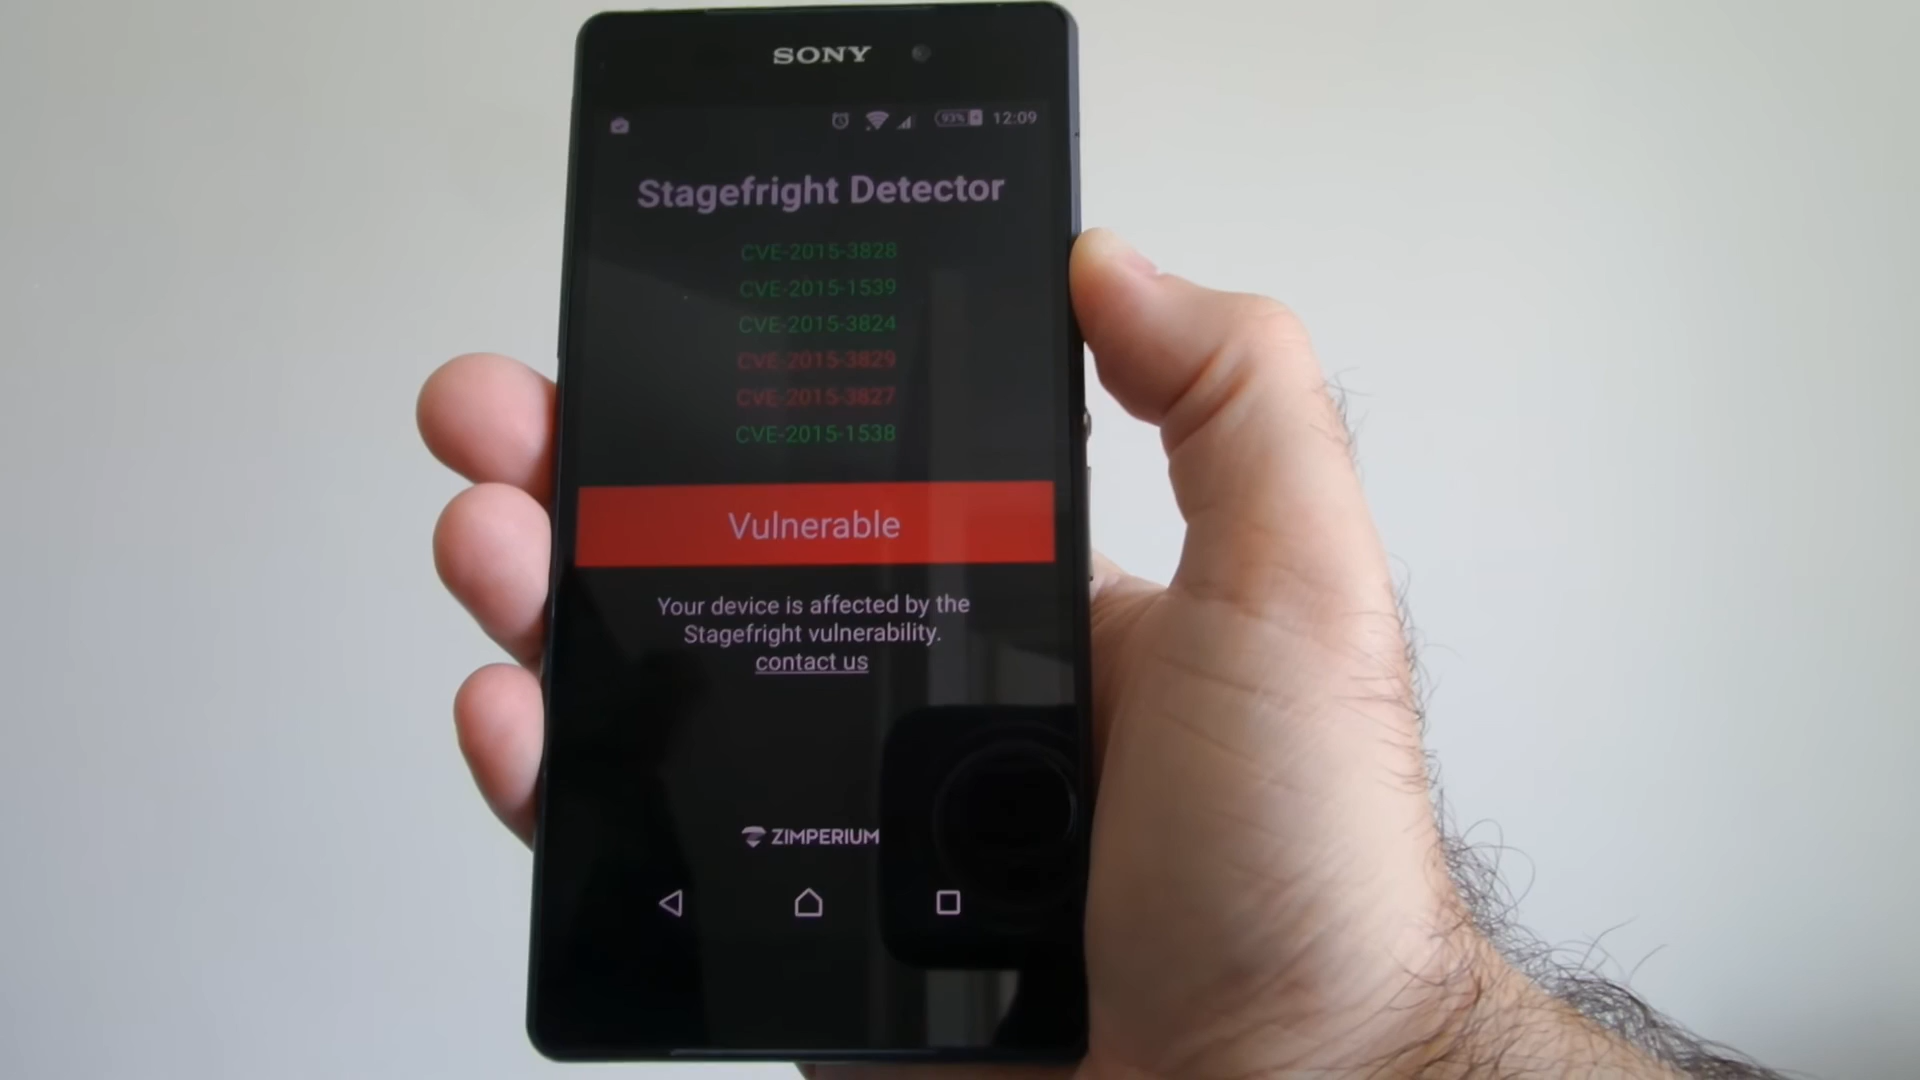 SONY
93% 12:09
Stagefright Detector
CVE-2015-3828
CVE-2015-1539
CVE-2015-3824
CVE-2015-3829
CVE-2015-3827
CVE-2015-1538
Vulnerable
Your device is affected by the
Stagefright vulnerability.
contact us
ZIMPERIUM